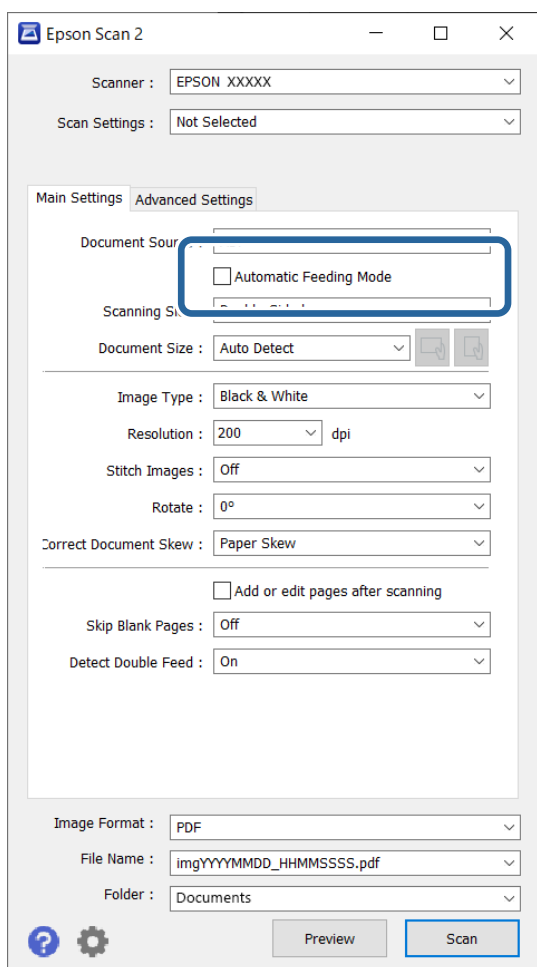 Epson Scan 2
Scanner : EPSON XXXXX
Scan Settings : Not Selected
Main Settings Advanced Settings
Document
Automatic Feeding Mode
Scanning
Document Size : Auto Detect
Image Type : Black & White
Resolution : 200 dpi
Stitch Images : Off
Rotate : 0°
Correct Document Skew : Paper Skew
Add or edit pages after scanning
Skip Blank Pages : Off
Detect Double Feed : On
Image Format : PDF
File Name : imgYYYYMMDD_HHMMSSSS.pdf
Folder : Documents
? Preview Scan